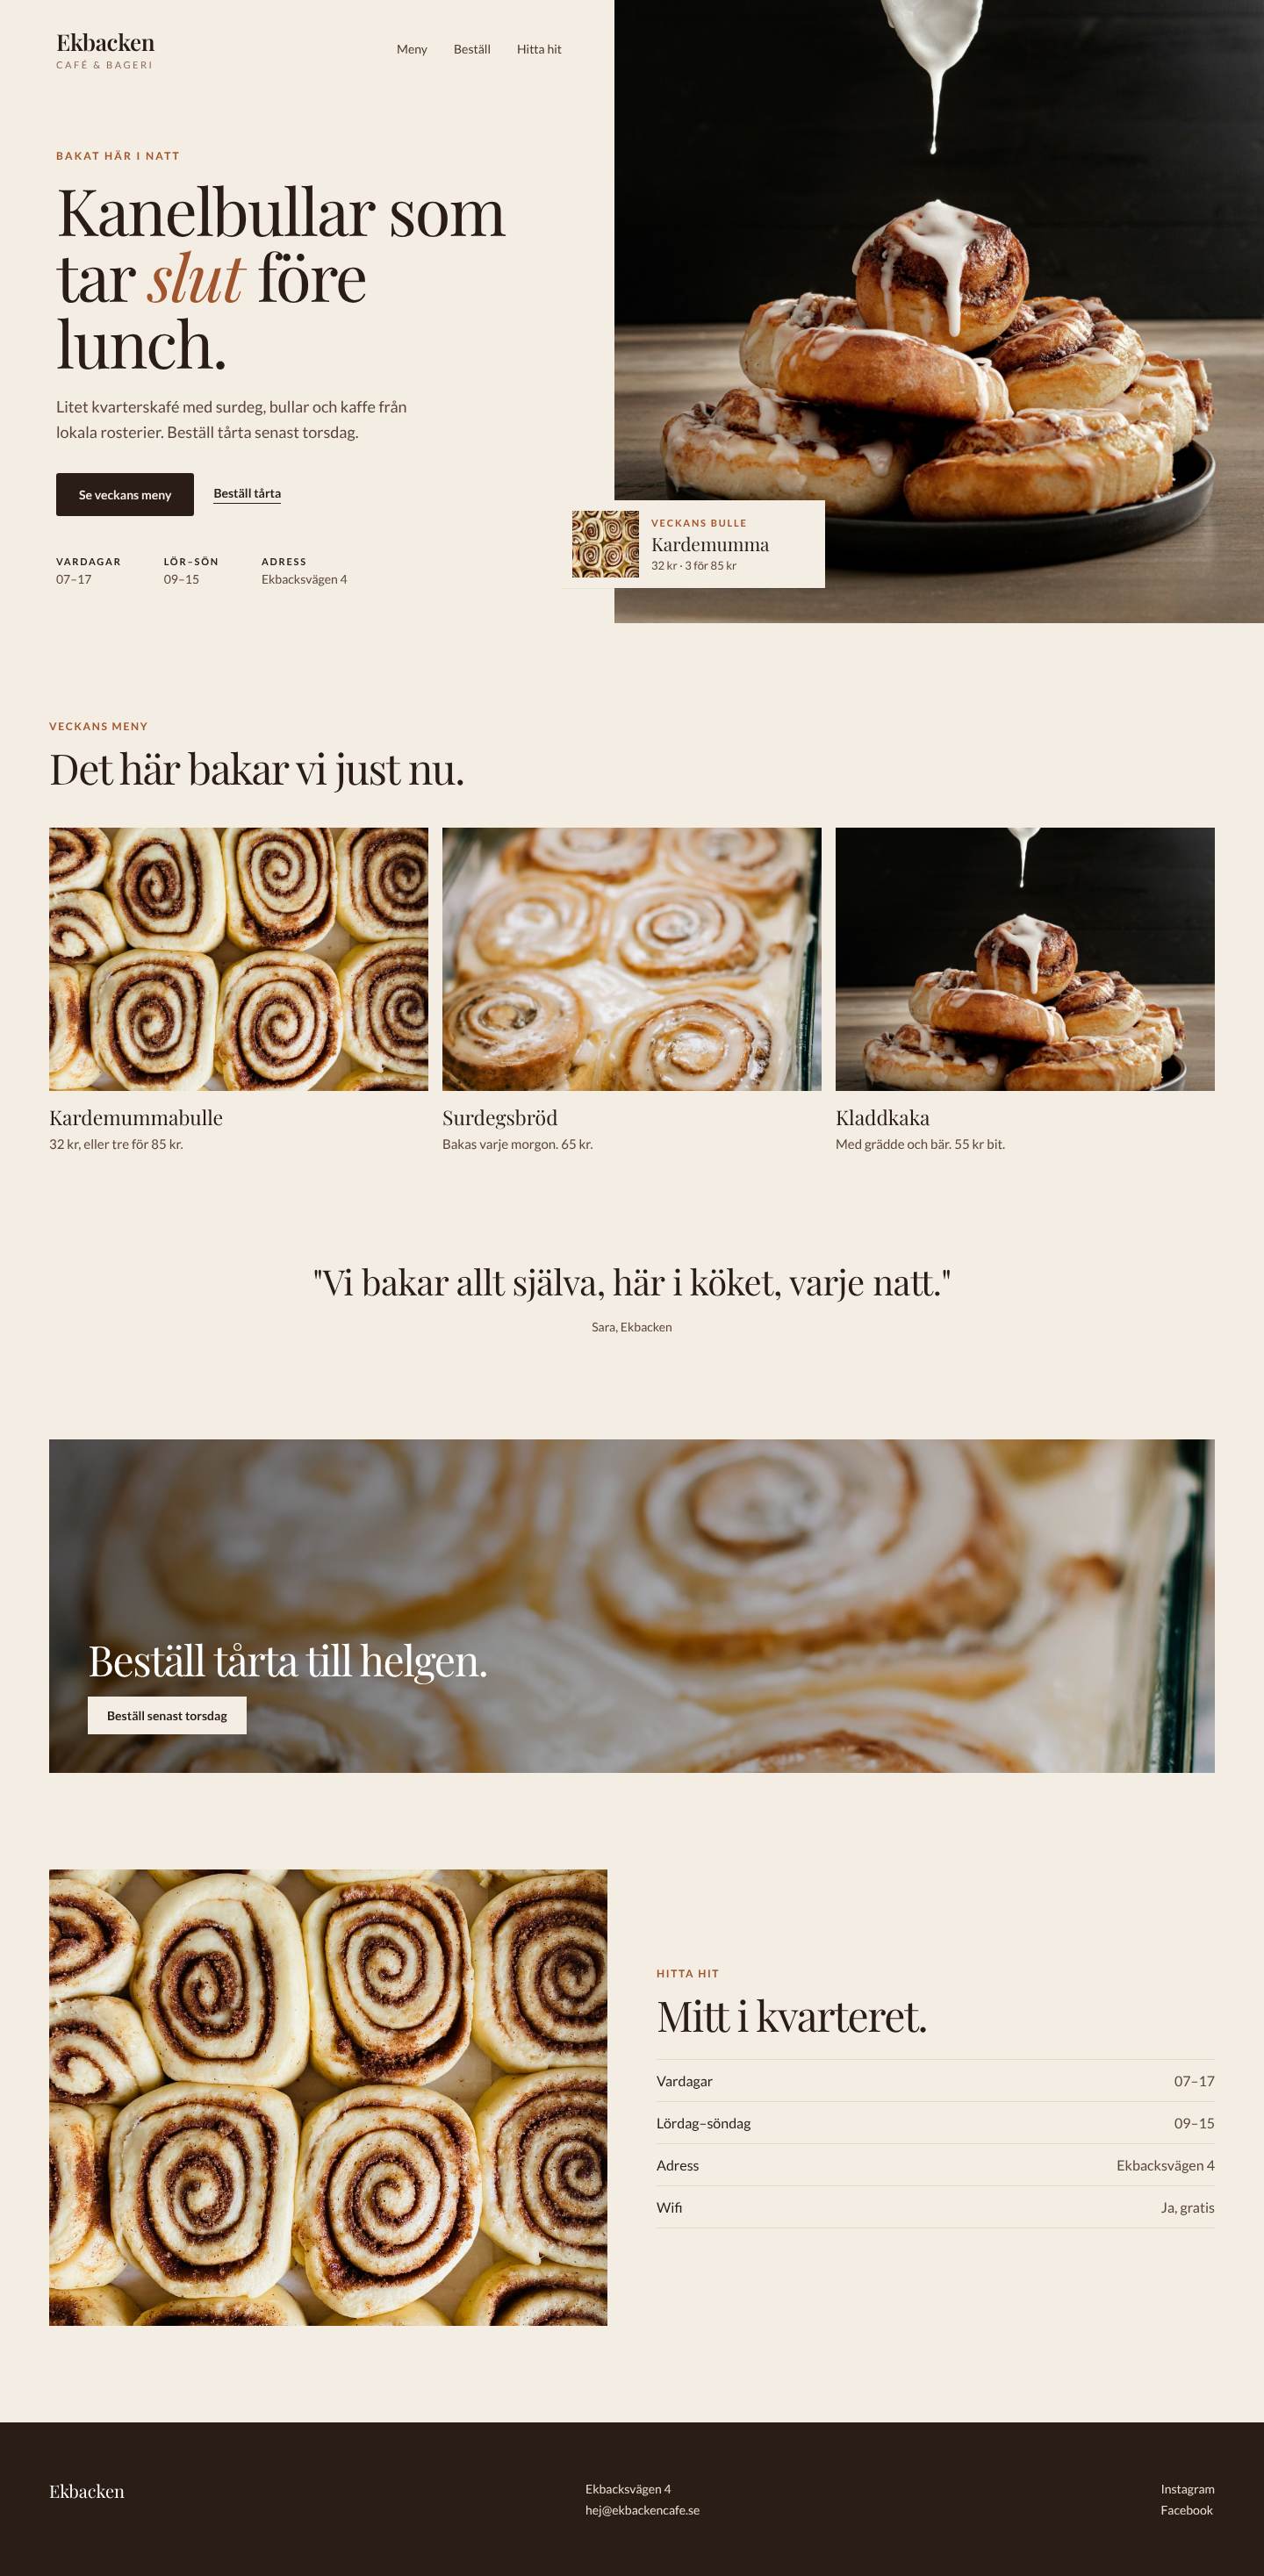 Ekbacken
CAFÉ & BAGERI
Meny
Beställ
Hitta hit
BAKAT HÄR I NATT
Kanelbullar som
tar slut före
lunch.
Litet kvarterskafé med surdeg, bullar och kaffe från
lokala rosterier. Beställ tårta senast torsdag.
Se veckans meny
Beställ tårta
VARDAGAR
07–17
LÖR–SÖN
09–15
ADRESS
Ekbacksvägen 4
VECKANS BULLE
Kardemumma
32 kr · 3 för 85 kr
VECKANS MENY
Det här bakar vi just nu.
Kardemummabulle
32 kr, eller tre för 85 kr.
Surdegsbröd
Bakas varje morgon. 65 kr.
Kladdkaka
Med grädde och bär. 55 kr bit.
"Vi bakar allt själva, här i köket, varje natt."
Sara, Ekbacken
Beställ tårta till helgen.
Beställ senast torsdag
HITTA HIT
Mitt i kvarteret.
Vardagar 07–17
Lördag–söndag 09–15
Adress Ekbacksvägen 4
Wifi Ja, gratis
Ekbacken
Ekbacksvägen 4
hej@ekbackencafe.se
Instagram
Facebook